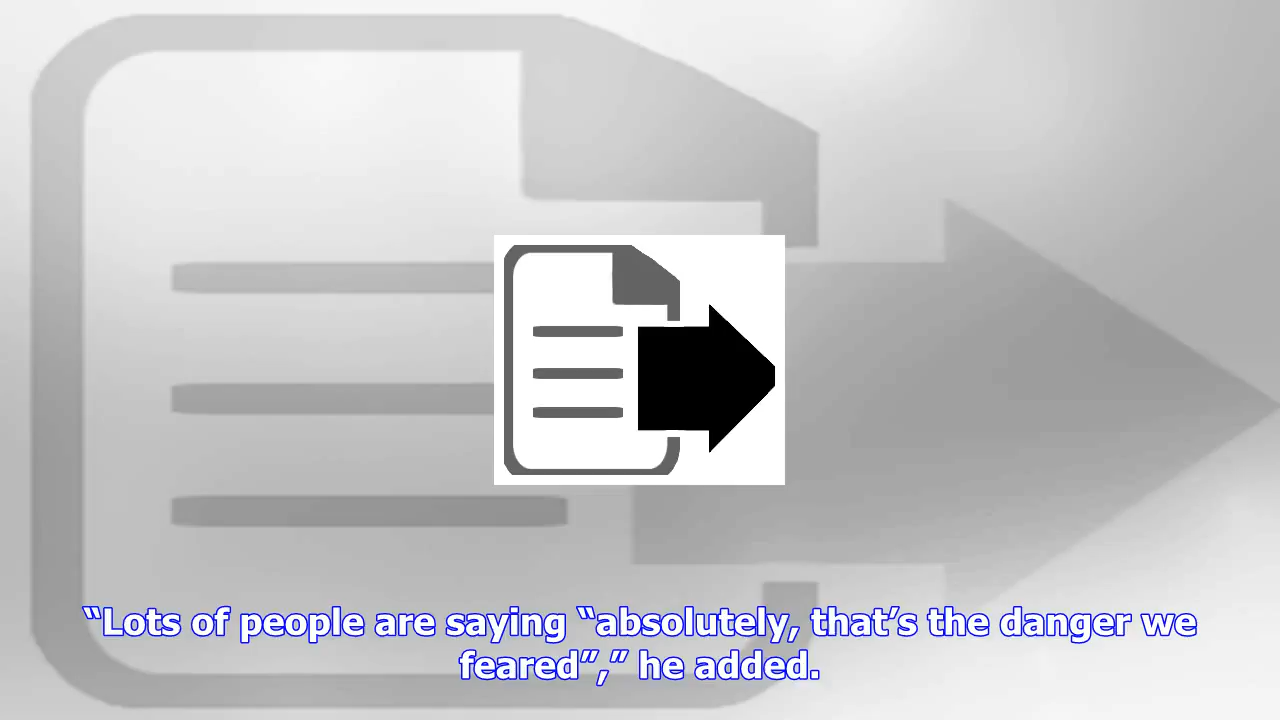 “Lots of people are saying “absolutely, that’s the danger we
feared”,” he added.